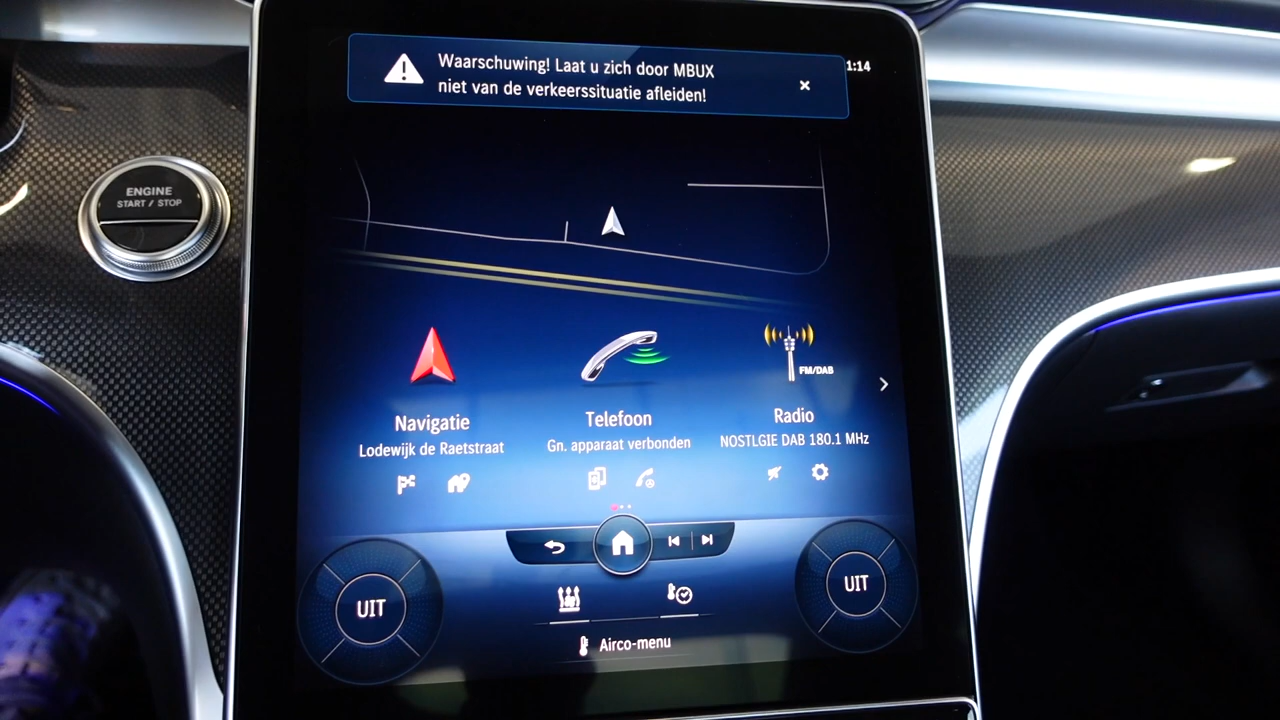 Waarschuwing! Laat u zich door MBUX
niet van de verkeerssituatie afleiden!
1:14
ENGINE
START / STOP
FM/DAB
Navigatie
Lodewijk de Raetstraat
Telefoon
Gn. apparaat verbonden
Radio
NOSTLGIE DAB 180.1 MHz
UIT
UIT
Airco-menu